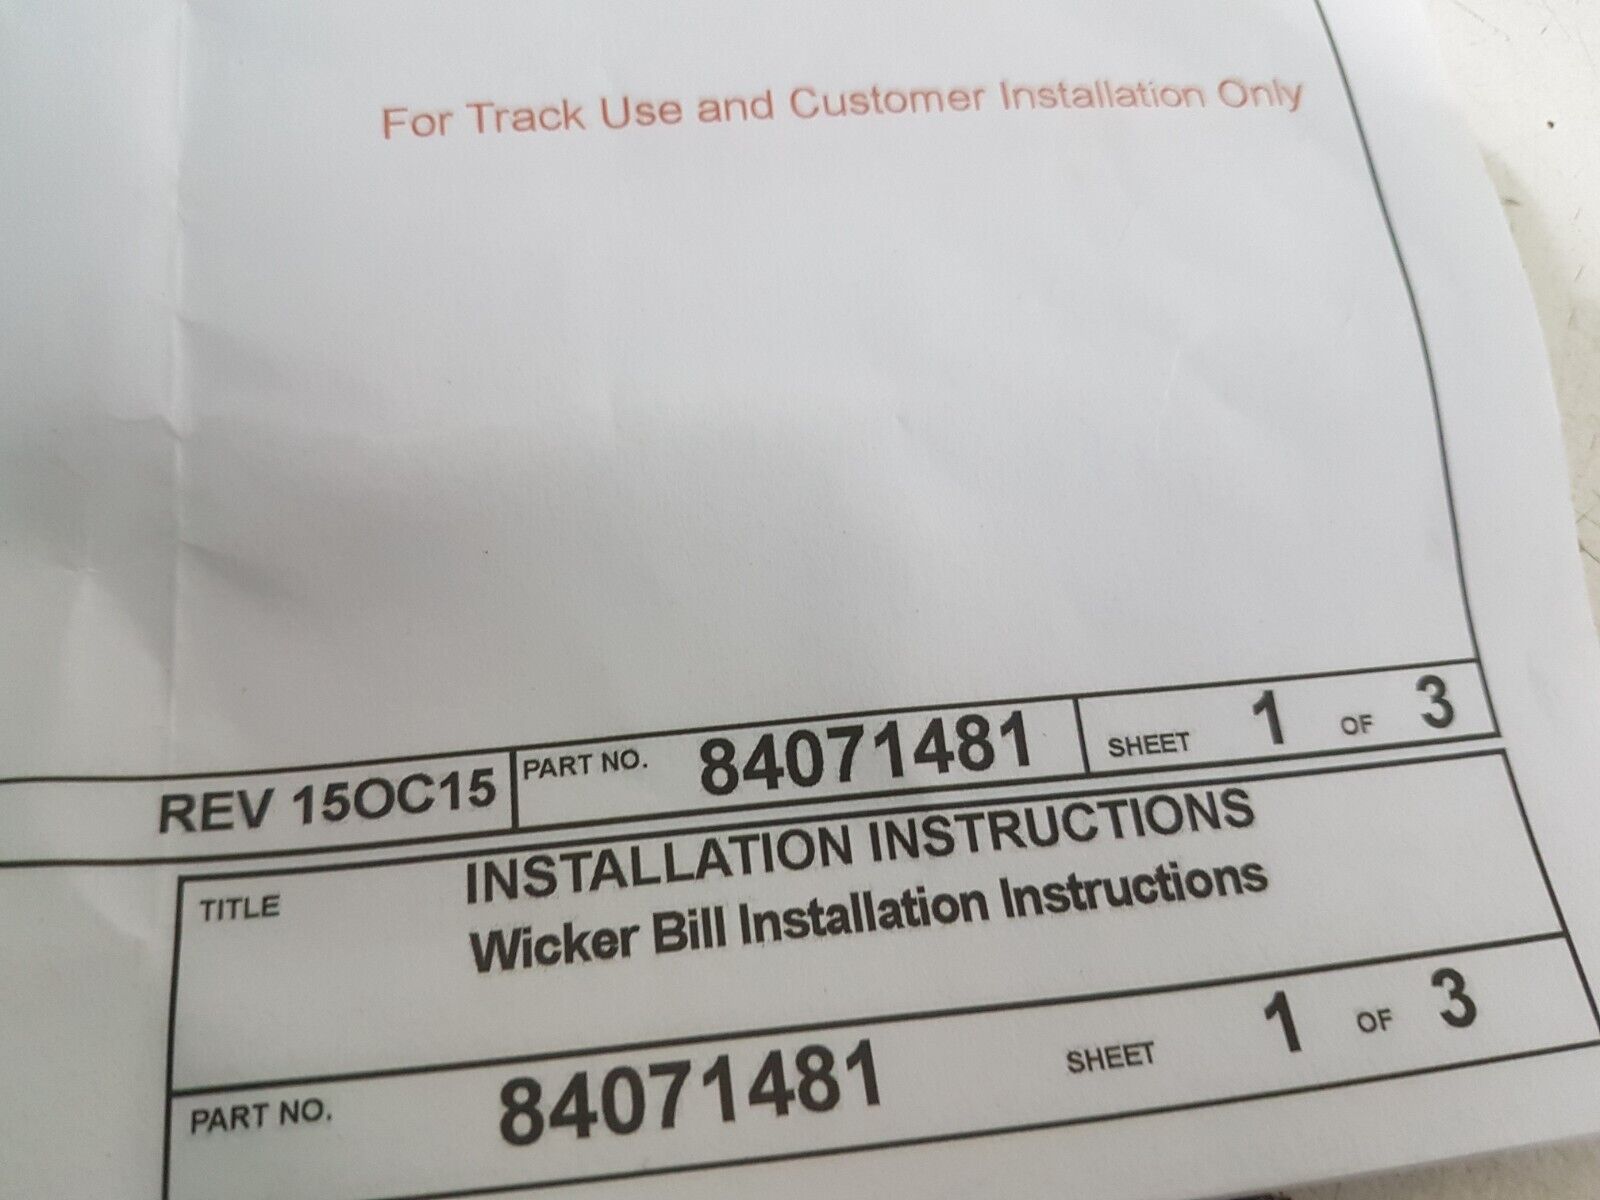 For Track Use and Customer Installation Only
REV 15OC15 PART NO. 84071481 SHEET 1 OF 3
TITLE INSTALLATION INSTRUCTIONS
Wicker Bill Installation Instructions
PART NO. 84071481 SHEET 1 OF 3